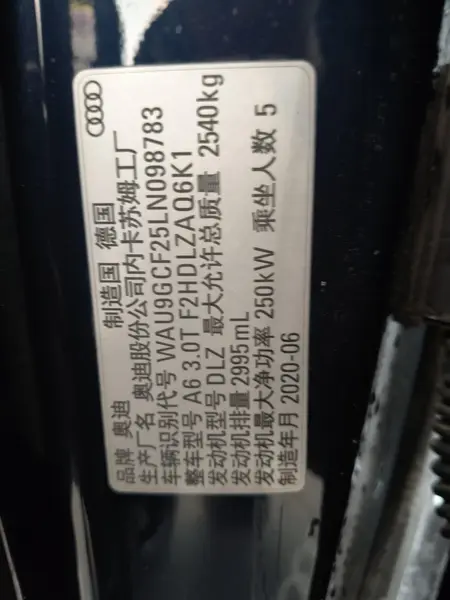 品牌 奥迪 制造国 德国
生产厂名 奥迪股份公司内卡苏姆工厂
车辆识别代号 WAU9GCF25LN098783
整车型号 A6 3.0T F2HDLZAQ6K1
发动机型号 DLZ 最大允许总质量 2540kg
发动机排量 2995mL
发动机最大净功率 250kW 乘坐人数 5
制造年月 2020-06